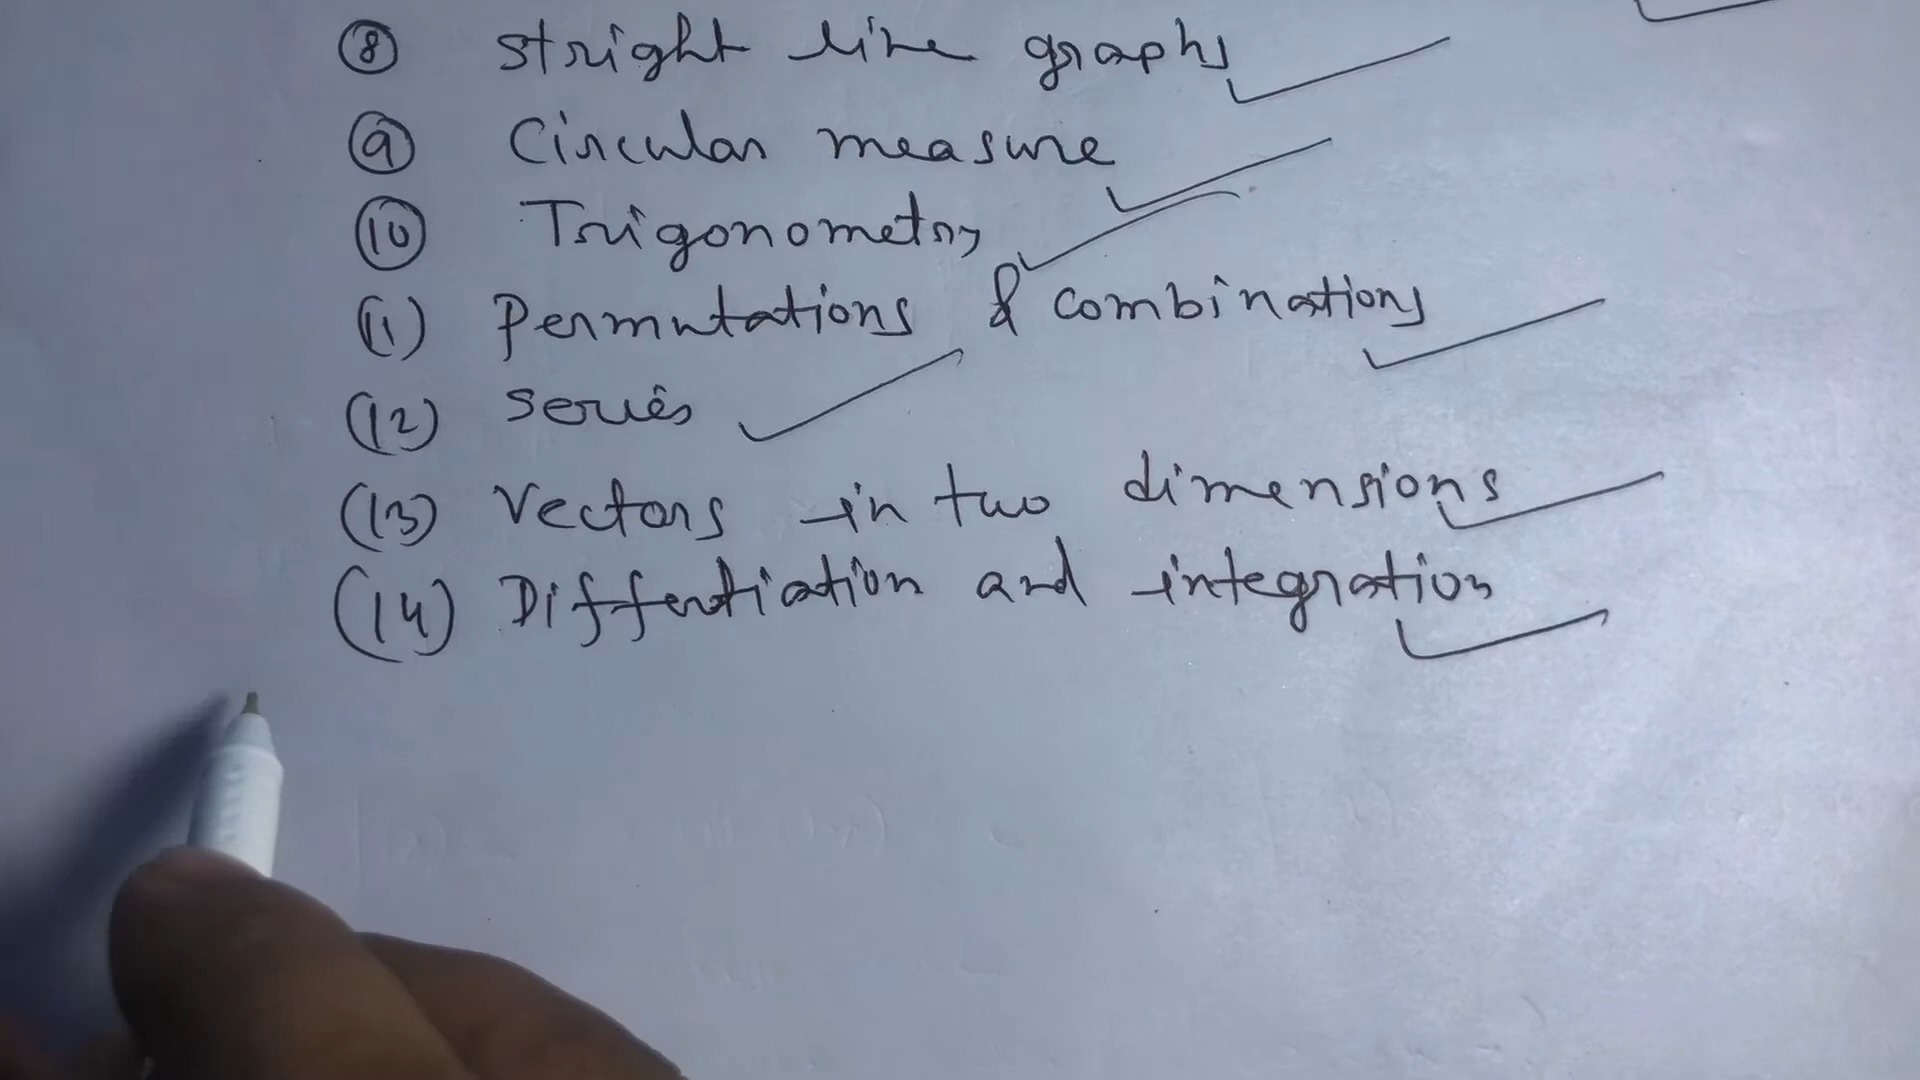 ⑧ Stright line graphs
⑨ Circular measure
⑩ Trigonometry
(11) Permutations & combinations
(12) series
(13) Vectors in two dimensions
(14) Differtiation and integration